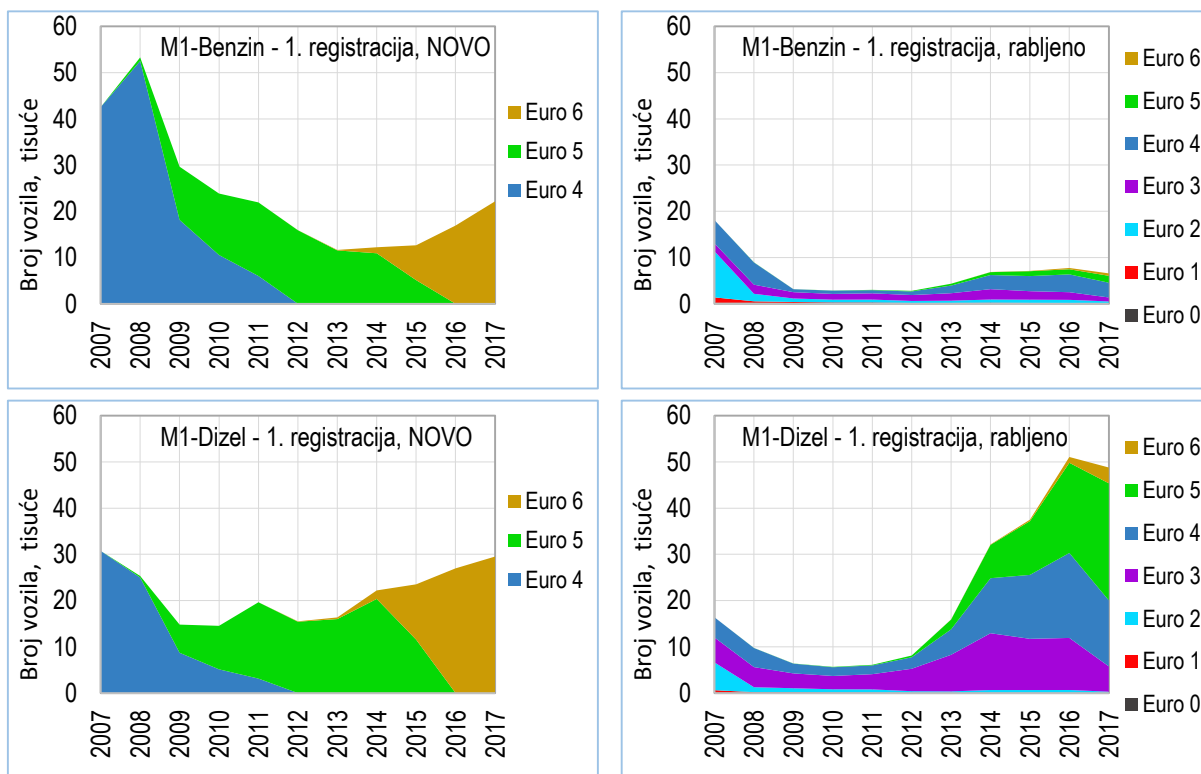 M1-Benzin - 1. registracija, NOVO
Broj vozila, tisuće
60
50
40
30
20
10
0
2007
2008
2009
2010
2011
2012
2013
2014
2015
2016
2017
Euro 6
Euro 5
Euro 4
M1-Benzin - 1. registracija, rabljeno
Broj vozila, tisuće
60
50
40
30
20
10
0
2007
2008
2009
2010
2011
2012
2013
2014
2015
2016
2017
Euro 6
Euro 5
Euro 4
Euro 3
Euro 2
Euro 1
Euro 0
M1-Dizel - 1. registracija, NOVO
Broj vozila, tisuće
60
50
40
30
20
10
0
2007
2008
2009
2010
2011
2012
2013
2014
2015
2016
2017
Euro 6
Euro 5
Euro 4
M1-Dizel - 1. registracija, rabljeno
Broj vozila, tisuće
60
50
40
30
20
10
0
2007
2008
2009
2010
2011
2012
2013
2014
2015
2016
2017
Euro 6
Euro 5
Euro 4
Euro 3
Euro 2
Euro 1
Euro 0